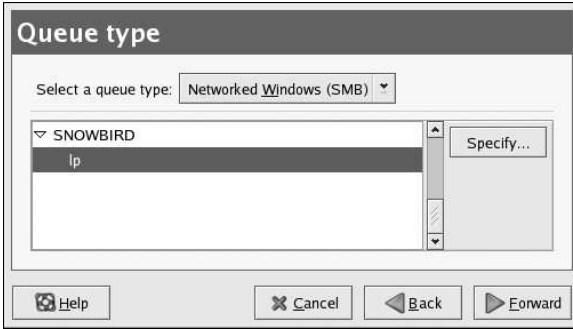 Queue type
Select a queue type: Networked Windows (SMB)
SNOWBIRD
Specify...
lp
Help Cancel Back Forward